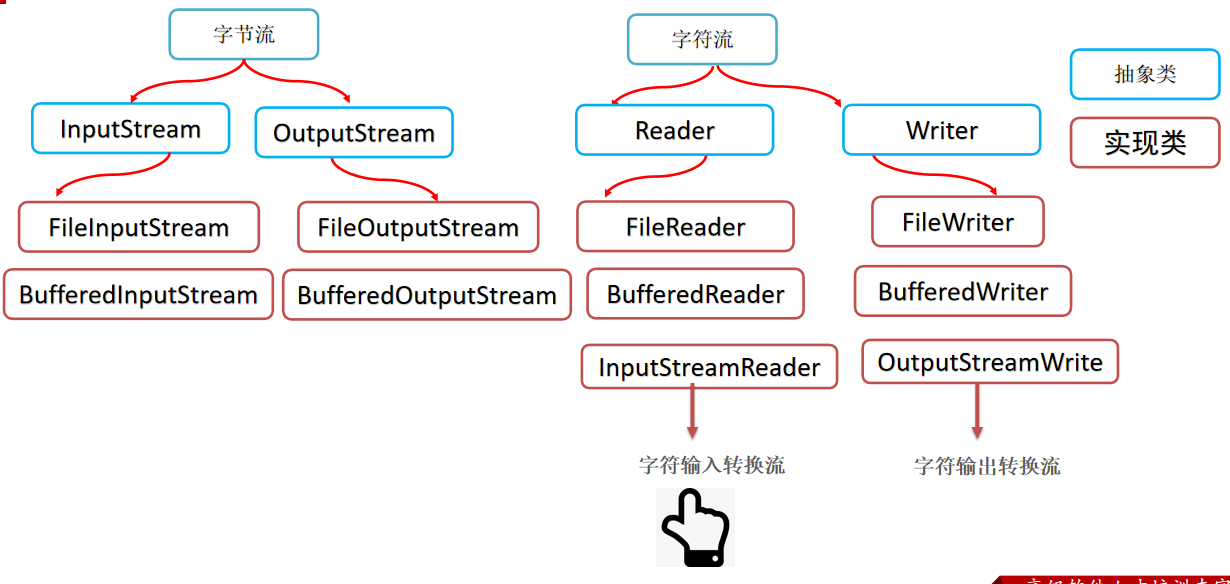 字节流
字符流
抽象类
InputStream
OutputStream
Reader
Writer
实现类
FileInputStream
FileOutputStream
FileReader
FileWriter
BufferedInputStream
BufferedOutputStream
BufferedReader
BufferedWriter
InputStreamReader
OutputStreamWrite
字符输入转换流
字符输出转换流